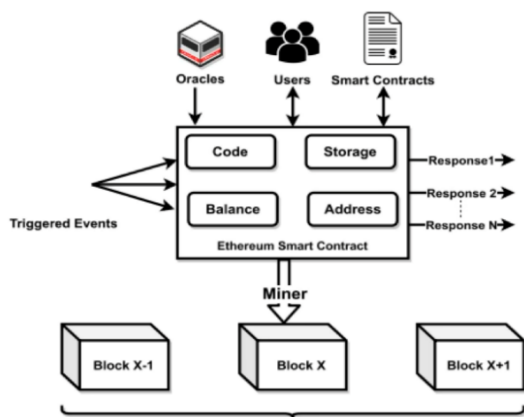 Oracles
Users
Smart Contracts
Code
Storage
Balance
Address
Ethereum Smart Contract
Triggered Events
Response1
Response 2
Response N
Miner
Block X-1
Block X
Block X+1